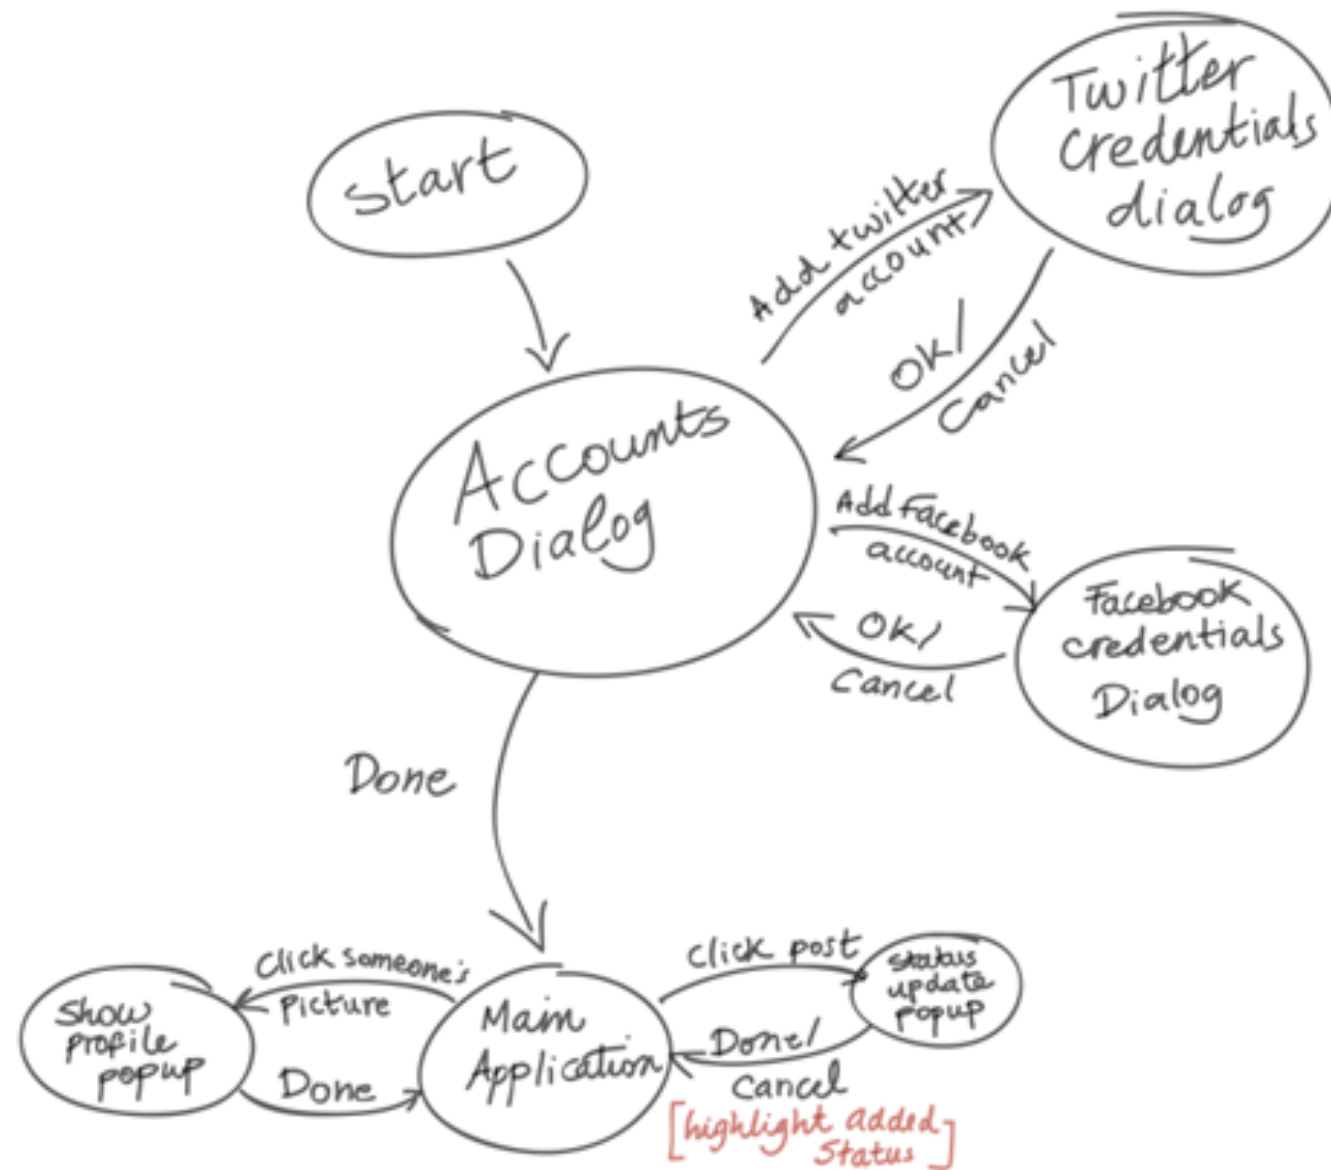 Start
Twitter
credentials
dialog
Add twitter
account
OK/
Cancel
Accounts
Dialog
Add Facebook
account
OK/
Cancel
Facebook
credentials
Dialog
Done
Click someone's
picture
Show
profile
popup
Done
Main
Application
Click post
Status
update
popup
Done/
Cancel
[highlight added
Status]